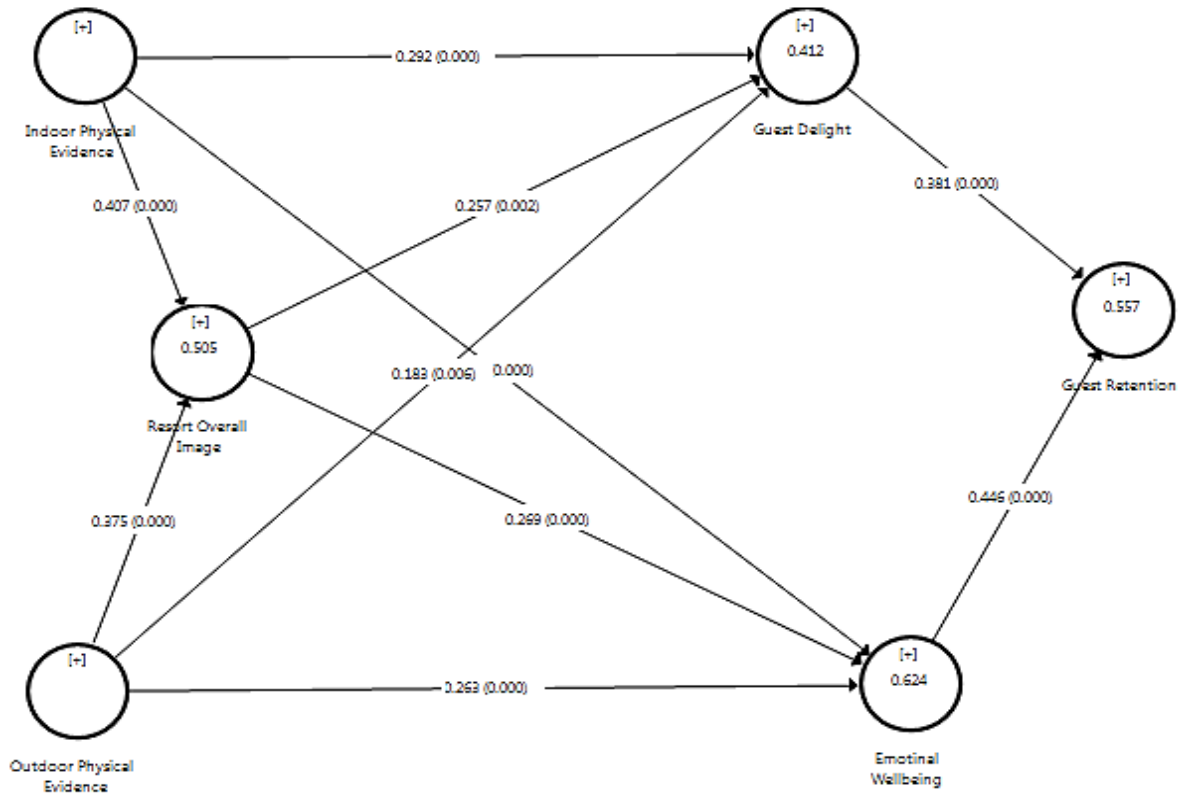 [+]
Indoor Physical
Evidence
0.292 (0.000)
[+]
0.412
Guest Delight
0.407 (0.000)
0.257 (0.002)
0.381 (0.000)
[+]
0.505
Resort Overall
Image
0.183 (0.006)
0.000)
[+]
0.557
Guest Retention
0.375 (0.000)
0.269 (0.000)
0.446 (0.000)
[+]
Outdoor Physical
Evidence
0.263 (0.000)
[+]
0.624
Emotinal
Wellbeing